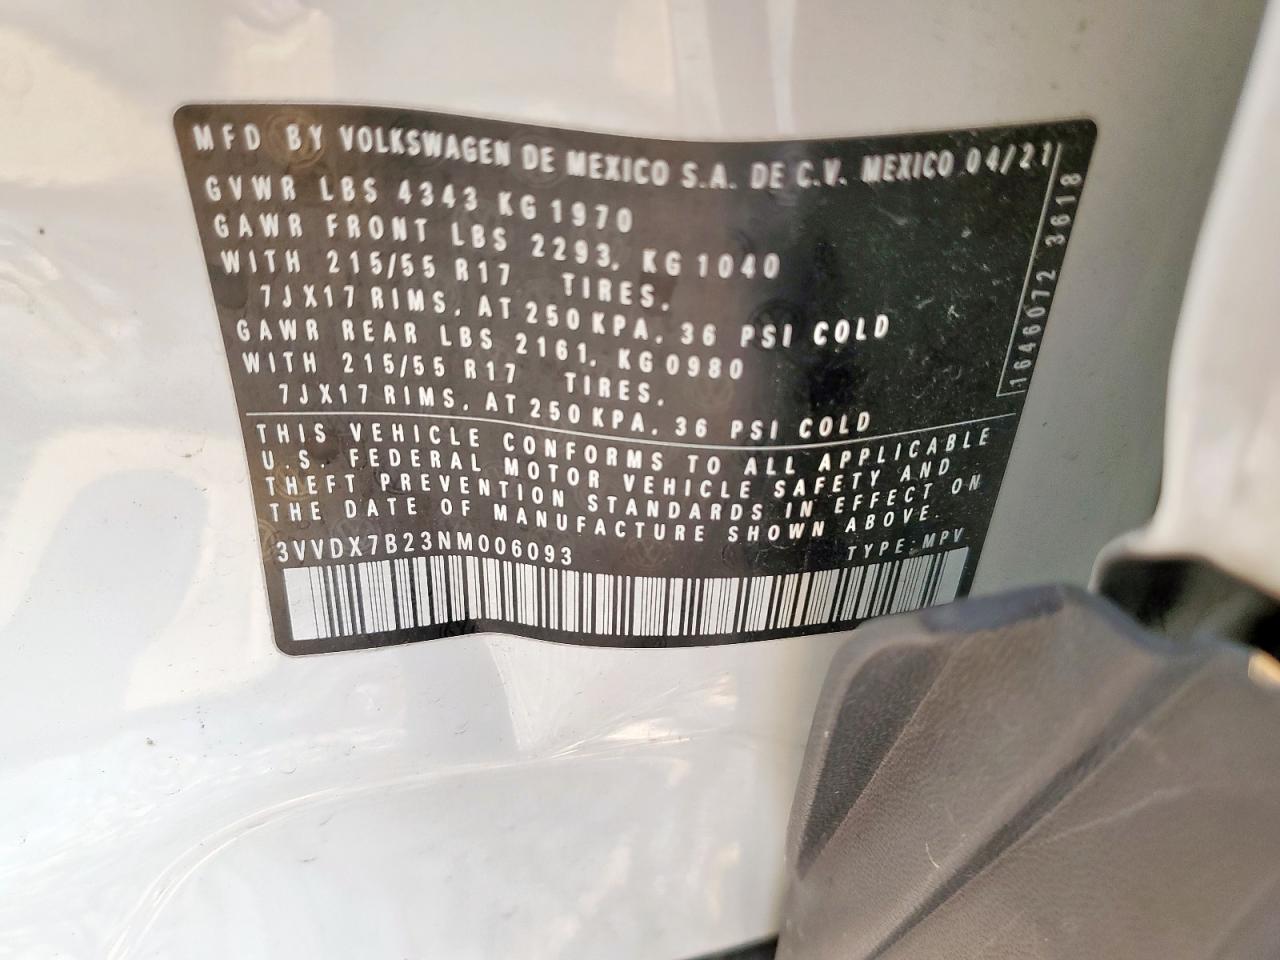 MFD BY VOLKSWAGEN DE MEXICO S.A. DE C.V. MEXICO 04/21
GVWR LBS 4343 KG 1970
GAWR FRONT LBS 2293, KG 1040
WITH 215/55 R17 TIRES,
7JX17 RIMS, AT 250 KPA, 36 PSI COLD
GAWR REAR LBS 2161, KG 0980
WITH 215/55 R17 TIRES,
7JX17 RIMS, AT 250 KPA, 36 PSI COLD
THIS VEHICLE CONFORMS TO ALL APPLICABLE
U.S. FEDERAL MOTOR VEHICLE SAFETY AND
THEFT PREVENTION STANDARDS IN EFFECT ON
THE DATE OF MANUFACTURE SHOWN ABOVE.
3VVDX7B23NM006093 TYPE: MPV
1646072 3618